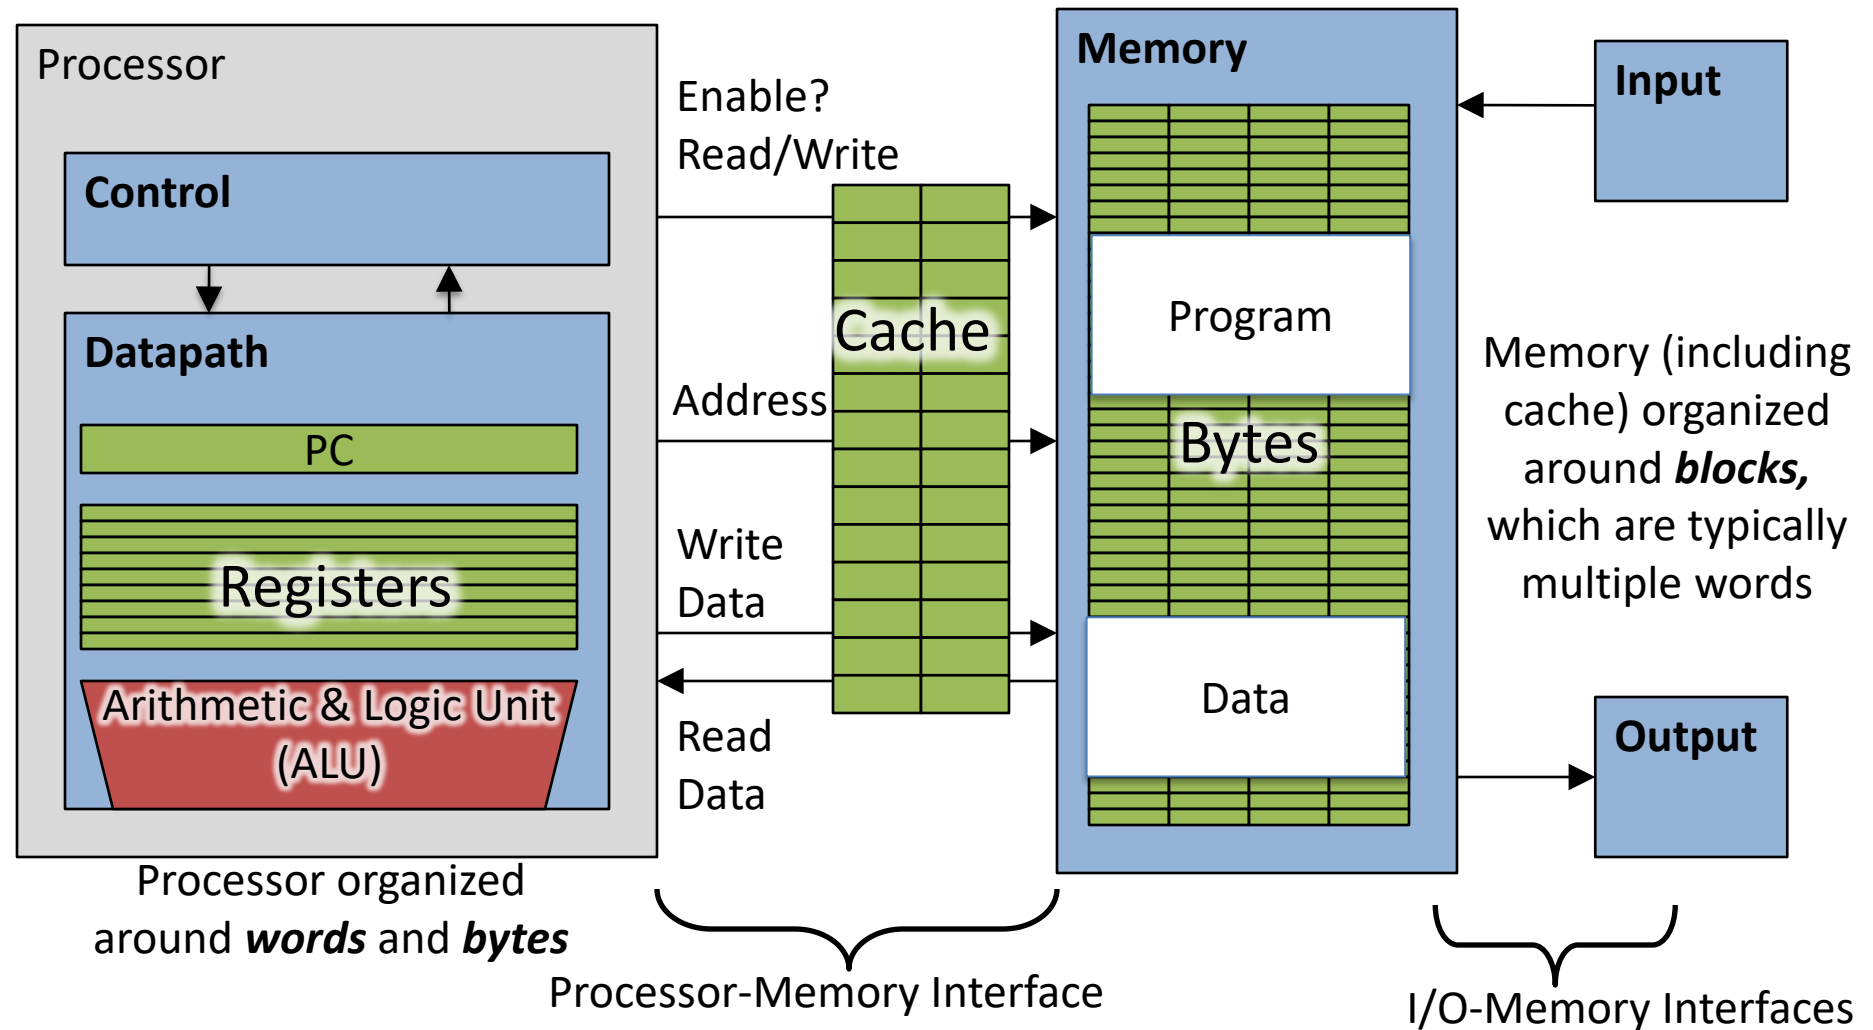 Processor
Control
Datapath
PC
Registers
Arithmetic & Logic Unit
(ALU)
Processor organized
around words and bytes
Enable?
Read/Write
Cache
Address
Write
Data
Read
Data
Processor-Memory Interface
Memory
Program
Bytes
Data
Input
Memory (including
cache) organized
around blocks,
which are typically
multiple words
Output
I/O-Memory Interfaces